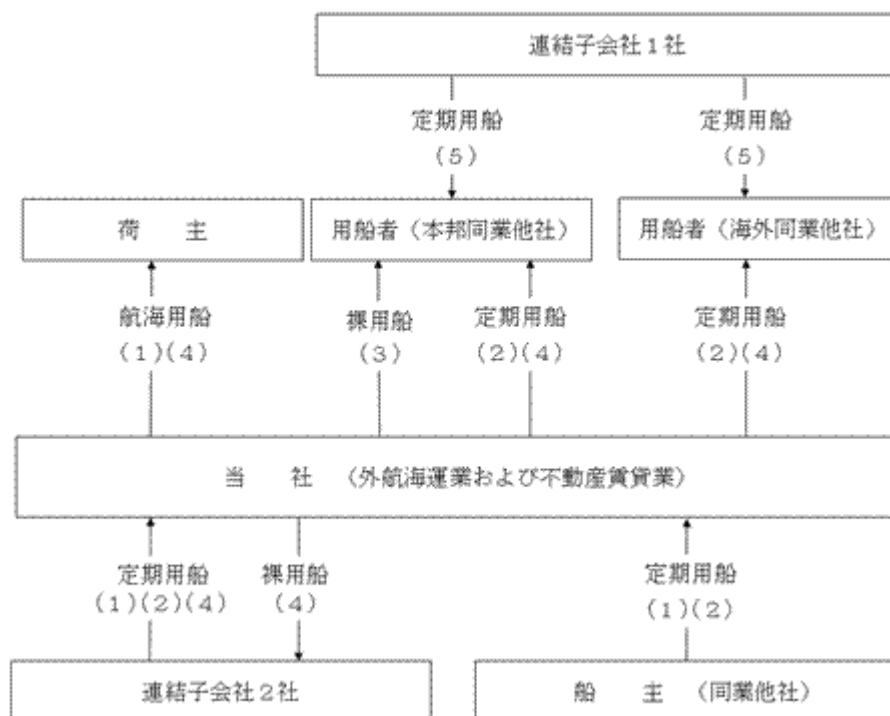 連結子会社1社
定期用船 定期用船
(5) (5)
荷 主 用船者(本邦同業他社) 用船者(海外同業他社)
航海用船 裸用船 定期用船 定期用船
(1)(4) (3) (2)(4) (2)(4)
当 社 (外航海運業および不動産賃貸業)
定期用船 裸用船 定期用船
(1)(2)(4) (4) (1)(2)
連結子会社2社 船 主 (同業他社)